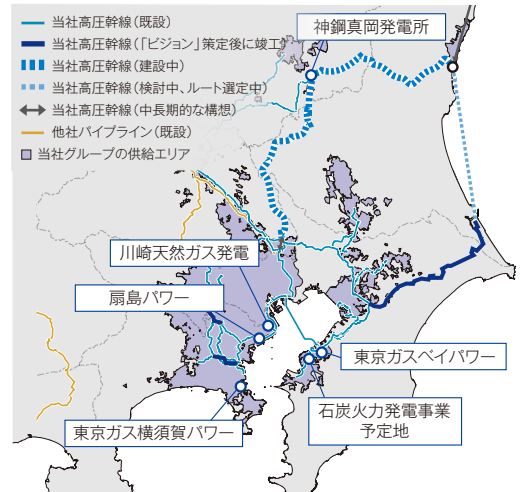 当社高圧幹線（既設）
当社高圧幹線（「ビジョン」策定後に竣工）
当社高圧幹線（建設中）
当社高圧幹線（検討中、ルート選定中）
当社高圧幹線（中長期的な構想）
他社パイプライン（既設）
当社グループの供給エリア
神鋼真岡発電所
川崎天然ガス発電
扇島パワー
東京ガスベイパワー
石炭火力発電事業
予定地
東京ガス横須賀パワー